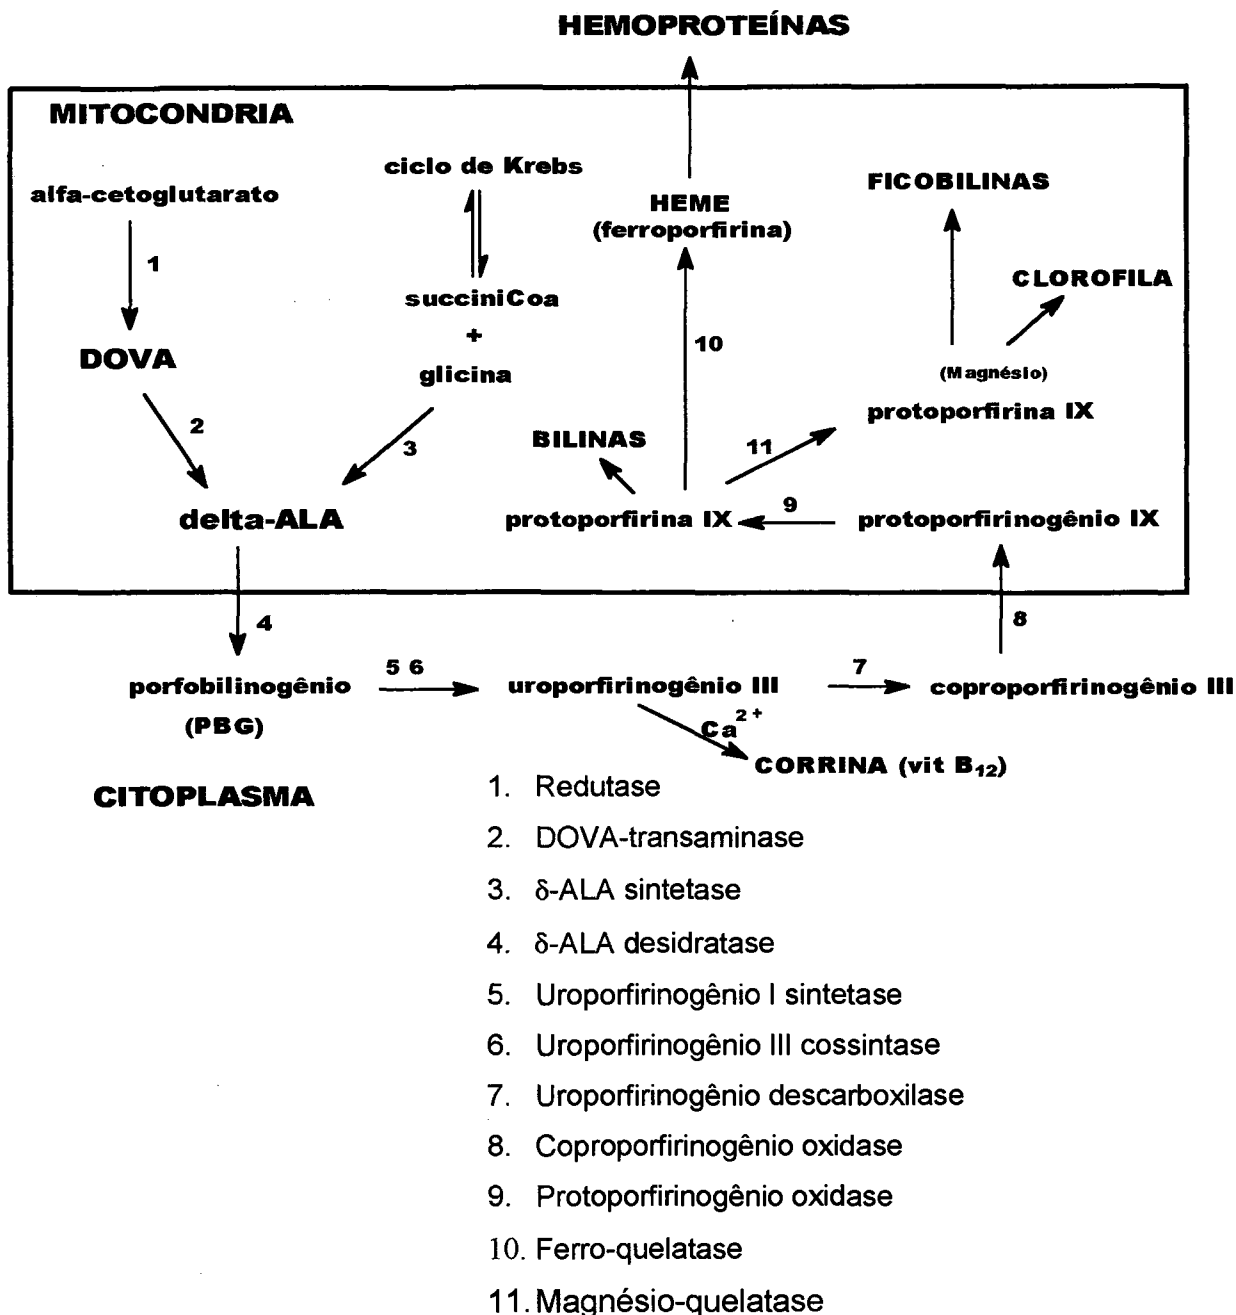 HEMOPROTEÍNAS
MITOCONDRIA
ciclo de Krebs
alfa-cetoglutarato
HEME
(ferroporfirina)
FICOBILINAS
1
succiniCoa
CLOROFILA
+
DOVA
glicina
10
(Magnésio)
protoporfirina IX
2
3
BILINAS
11
delta-ALA
protoporfirina IX
9
protoporfirinogênio IX
4
8
porfobilinogênio
(PBG)
5 6
uroporfirinogênio III
7
coproporfirinogênio III
Ca2+
CORRINA (vit B12)
CITOPLASMA
1. Redutase
2. DOVA-transaminase
3. δ-ALA sintetase
4. δ-ALA desidratase
5. Uroporfirinogênio I sintetase
6. Uroporfirinogênio III cossintase
7. Uroporfirinogênio descarboxilase
8. Coproporfirinogênio oxidase
9. Protoporfirinogênio oxidase
10. Ferro-quelatase
11. Magnésio-quelatase